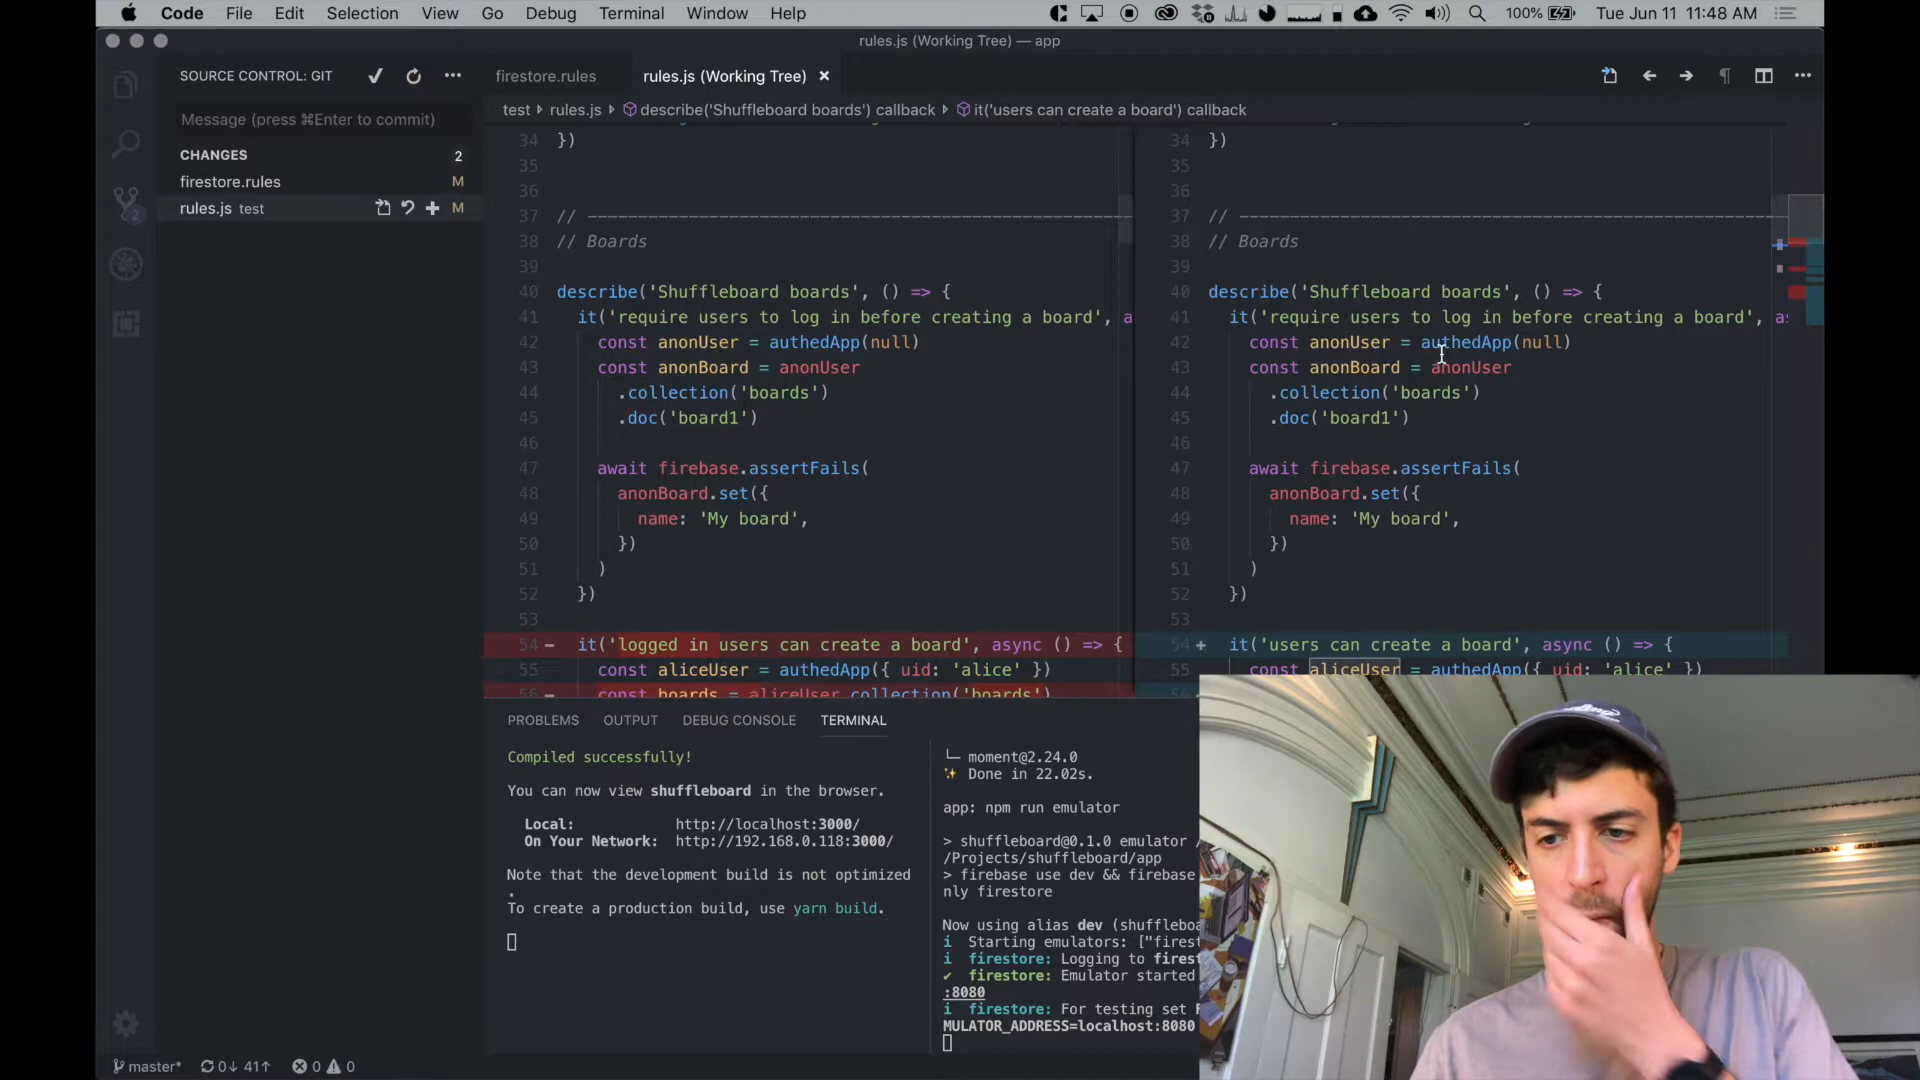 Code File Edit Selection View Go Debug Terminal Window Help
100% Tue Jun 11 11:48 AM
rules.js (Working Tree) — app
SOURCE CONTROL: GIT
firestore.rules
rules.js (Working Tree)
test rules.js describe('Shuffleboard boards') callback it('users can create a board') callback
Message (press ⌘Enter to commit)
CHANGES 2
firestore.rules M
rules.js test M
2
34 })
35
36
37 // --------------------------------------------------------
38 // Boards
39
40 describe('Shuffleboard boards', () => {
41 it('require users to log in before creating a board', a
42 const anonUser = authedApp(null)
43 const anonBoard = anonUser
44 .collection('boards')
45 .doc('board1')
46
47 await firebase.assertFails(
48 anonBoard.set({
49 name: 'My board',
50 })
51 )
52 })
53
54 - it('logged in users can create a board', async () => {
55 const aliceUser = authedApp({ uid: 'alice' })
56 - const boards = aliceUser.collection('boards')
34 })
35
36
37 // --------------------------------------------------------
38 // Boards
39
40 describe('Shuffleboard boards', () => {
41 it('require users to log in before creating a board', as
42 const anonUser = authedApp(null)
43 const anonBoard = anonUser
44 .collection('boards')
45 .doc('board1')
46
47 await firebase.assertFails(
48 anonBoard.set({
49 name: 'My board',
50 })
51 )
52 })
53
54 + it('users can create a board', async () => {
55 const aliceUser = authedApp({ uid: 'alice' })
56
PROBLEMS OUTPUT DEBUG CONSOLE TERMINAL
Compiled successfully!
You can now view shuffleboard in the browser.
Local: http://localhost:3000/
On Your Network: http://192.168.0.118:3000/
Note that the development build is not optimized
.
To create a production build, use yarn build.
└─ moment@2.24.0
✨ Done in 22.02s.
app: npm run emulator
> shuffleboard@0.1.0 emulator /
/Projects/shuffleboard/app
> firebase use dev && firebase
nly firestore
Now using alias dev (shuffleboa
i Starting emulators: ["firest
i firestore: Logging to firest
✔ firestore: Emulator started
:8080
i firestore: For testing set
MULATOR_ADDRESS=localhost:8080
master* 0↓ 41↑ 0 0